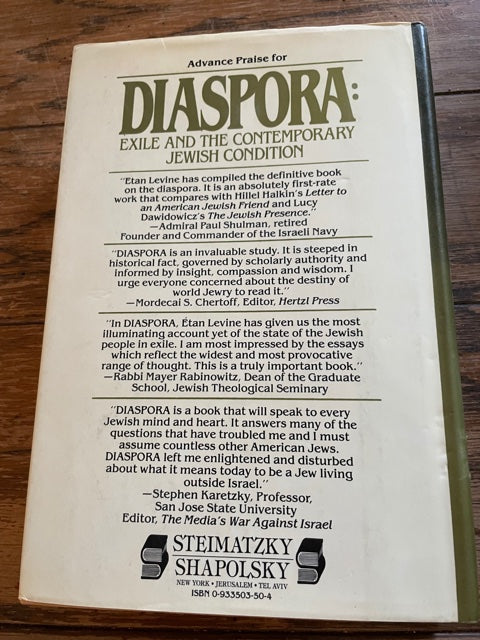 Advance Praise for
DIASPORA:
EXILE AND THE CONTEMPORARY
JEWISH CONDITION
"Étan Levine has compiled the definitive book
on the diaspora. It is an absolutely first-rate
work that compares with Hillel Halkin's Letter to
an American Jewish Friend and Lucy
Dawidowicz's The Jewish Presence."
—Admiral Paul Shulman, retired
Founder and Commander of the Israeli Navy
"DIASPORA is an invaluable study. It is steeped in
historical fact, governed by scholarly authority and
informed by insight, compassion and wisdom. I
urge everyone concerned about the destiny of
world Jewry to read it."
—Mordecai S. Chertoff, Editor, Hertzl Press
"In DIASPORA, Étan Levine has given us the most
illuminating account yet of the state of the Jewish
people in exile. I am most impressed by the essays
which reflect the widest and most provocative
range of thought. This is a truly important book."
—Rabbi Mayer Rabinowitz, Dean of the Graduate
School, Jewish Theological Seminary
"DIASPORA is a book that will speak to every
Jewish mind and heart. It answers many of the
questions that have troubled me and I must
assume countless other American Jews.
DIASPORA left me enlightened and disturbed
about what it means today to be a Jew living
outside Israel."
—Stephen Karetzky, Professor,
San Jose State University
Editor, The Media's War Against Israel
STEIMATZKY
SHAPOLSKY
NEW YORK • JERUSALEM • TEL AVIV
ISBN 0-933503-50-4